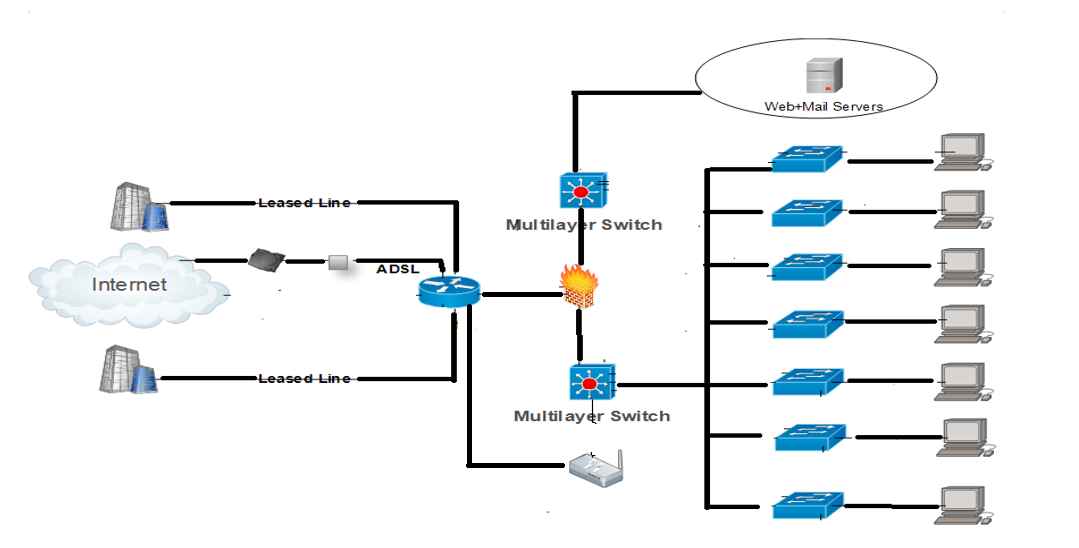 Web+Mail Servers
Leased Line
Multilayer Switch
ADSL
Internet
Leased Line
Multilayer Switch